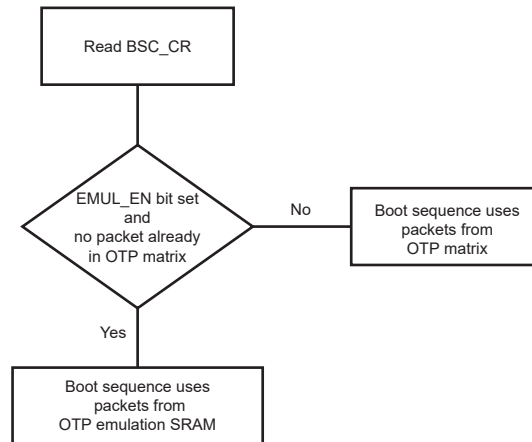 Read BSC_CR
EMUL_EN bit set
and
no packet already
in OTP matrix
No
Boot sequence uses
packets from
OTP matrix
Yes
Boot sequence uses
packets from
OTP emulation SRAM